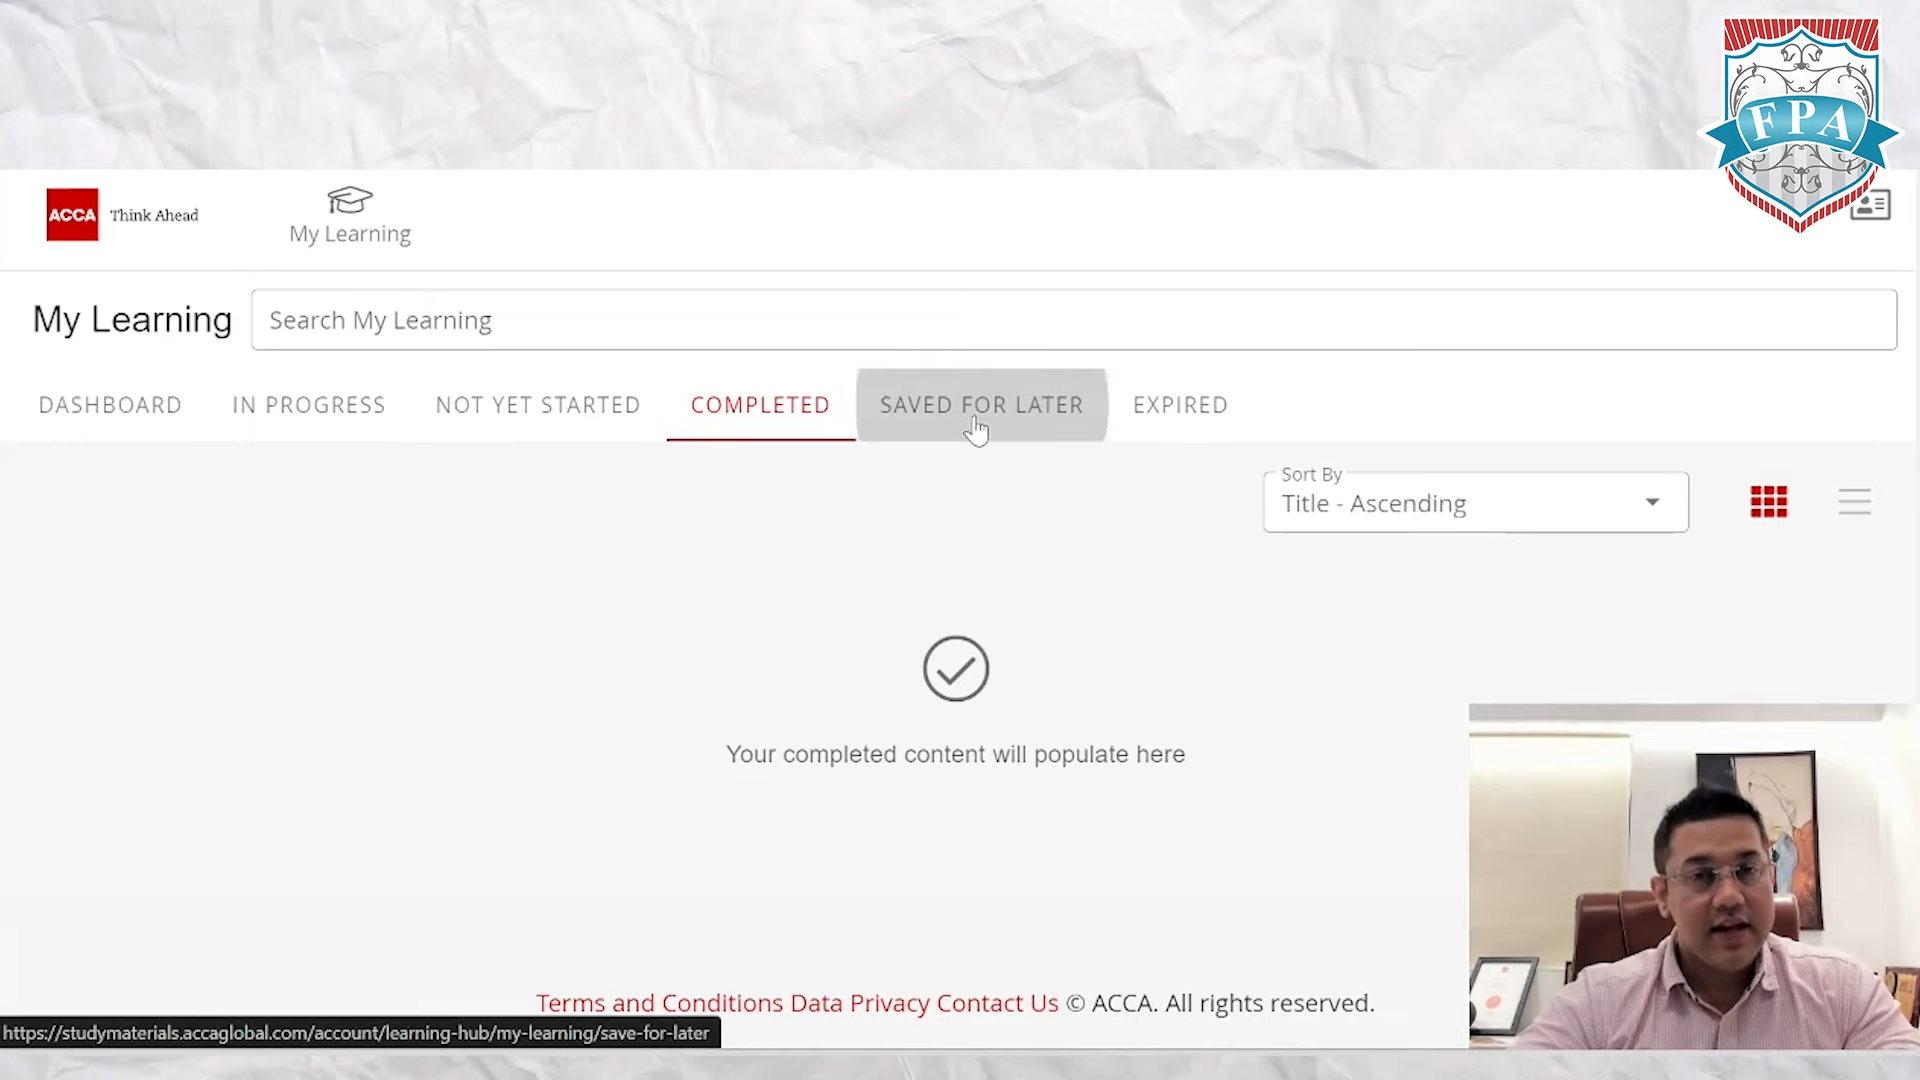 FPA
ACCA Think Ahead
My Learning
My Learning
Search My Learning
DASHBOARD IN PROGRESS NOT YET STARTED COMPLETED SAVED FOR LATER EXPIRED
Sort By
Title - Ascending
Your completed content will populate here
Terms and Conditions Data Privacy Contact Us © ACCA. All rights reserved.
https://studymaterials.accaglobal.com/account/learning-hub/my-learning/save-for-later